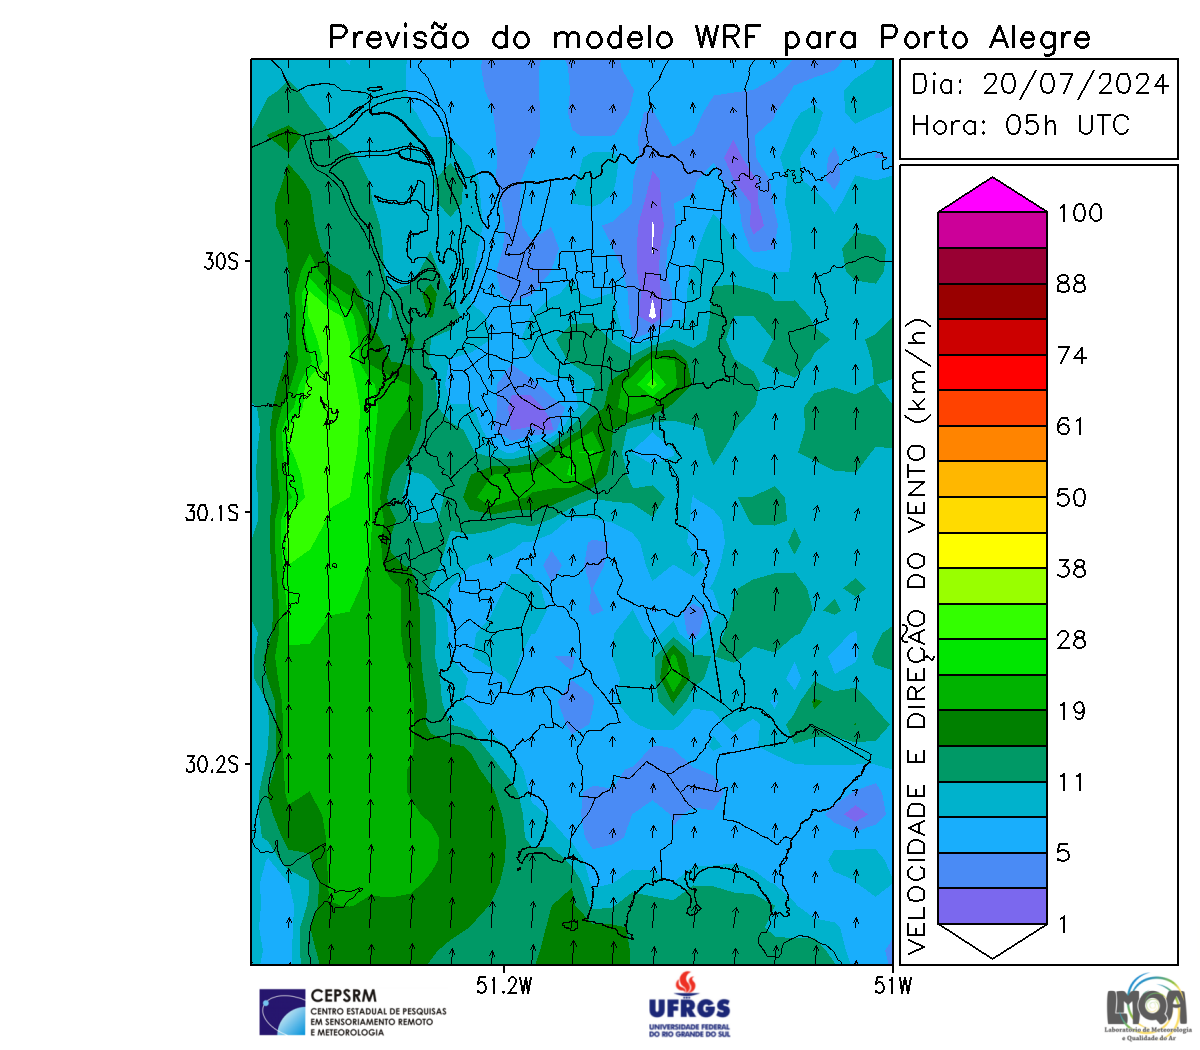 Previsão do modelo WRF para Porto Alegre
Dia: 20/07/2024
Hora: 05h UTC
30S
30.1S
30.2S
51.2W
51W
VELOCIDADE E DIREÇÃO DO VENTO (km/h)
100
88
74
61
50
38
28
19
11
5
1
CEPSRM
CENTRO ESTADUAL DE PESQUISAS
EM SENSORIAMENTO REMOTO
E METEOROLOGIA
UFRGS
UNIVERSIDADE FEDERAL
DO RIO GRANDE DO SUL
LMQA
Laboratório de Meteorologia
e Qualidade do Ar